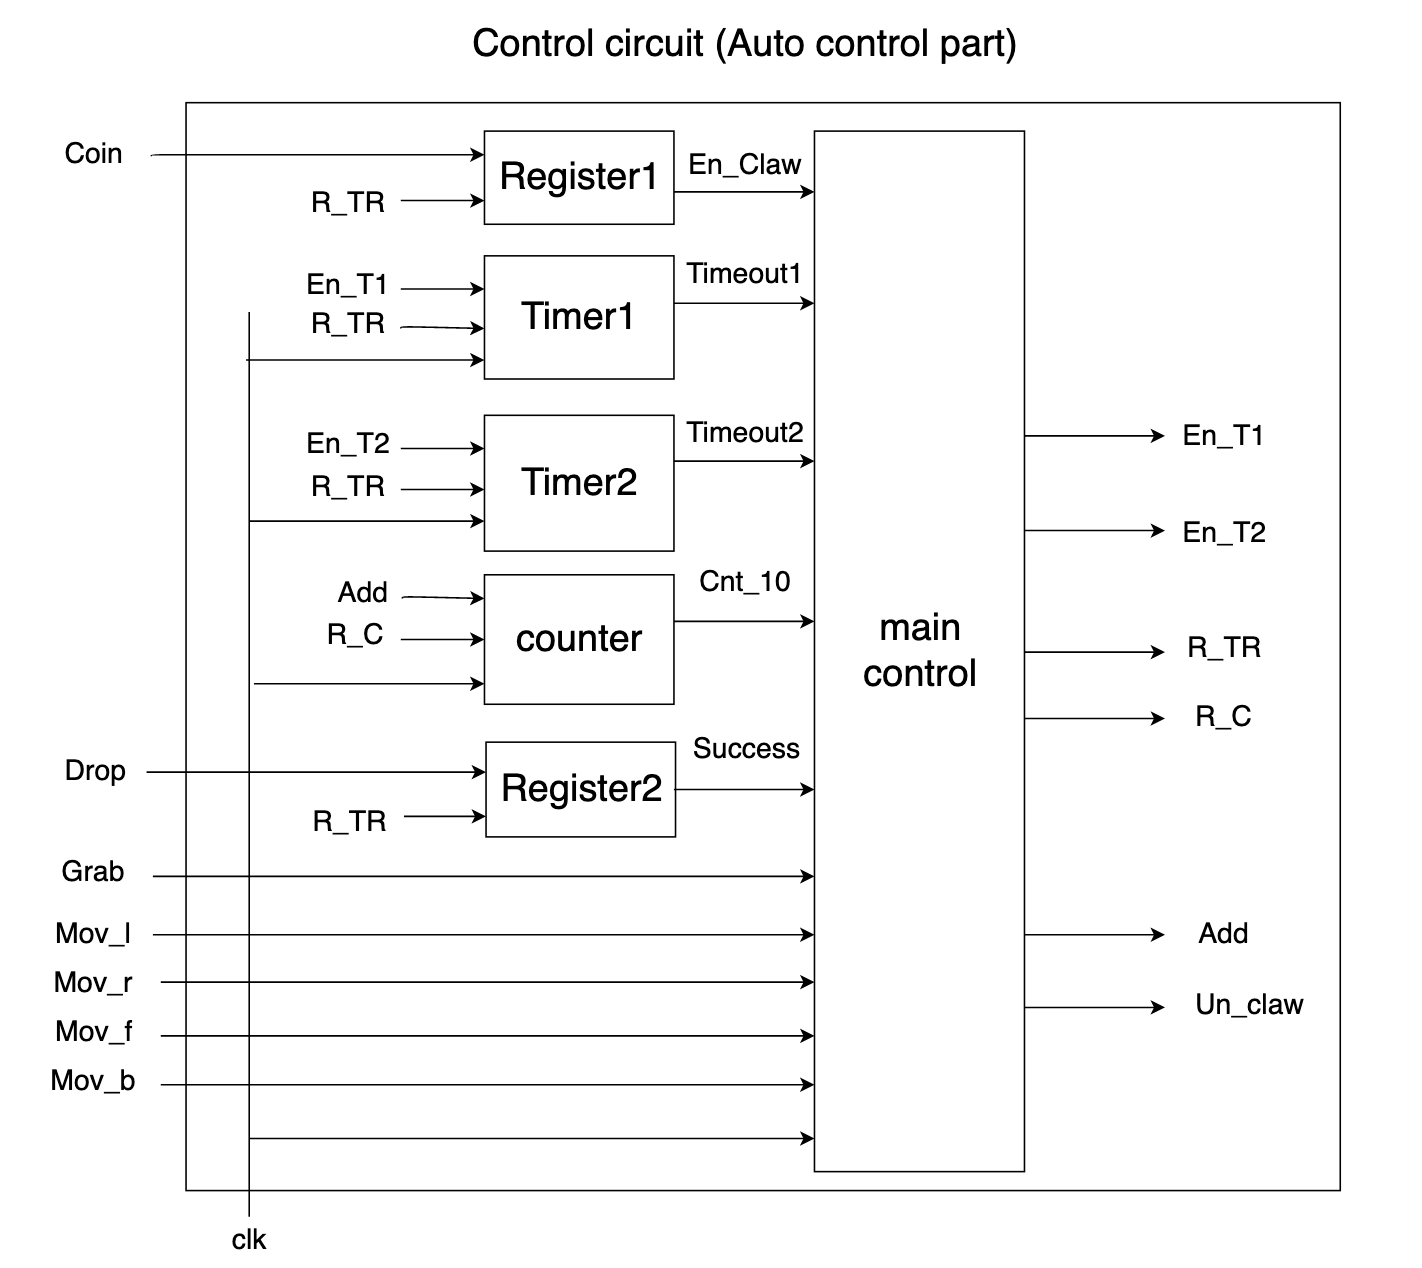 Control circuit (Auto control part)
Coin
R_TR
Register1
En_Claw
En_T1
R_TR
Timer1
Timeout1
En_T2
R_TR
Timer2
Timeout2
Add
R_C
counter
Cnt_10
Drop
R_TR
Register2
Success
Grab
Mov_l
Mov_r
Mov_f
Mov_b
clk
main
control
En_T1
En_T2
R_TR
R_C
Add
Un_claw